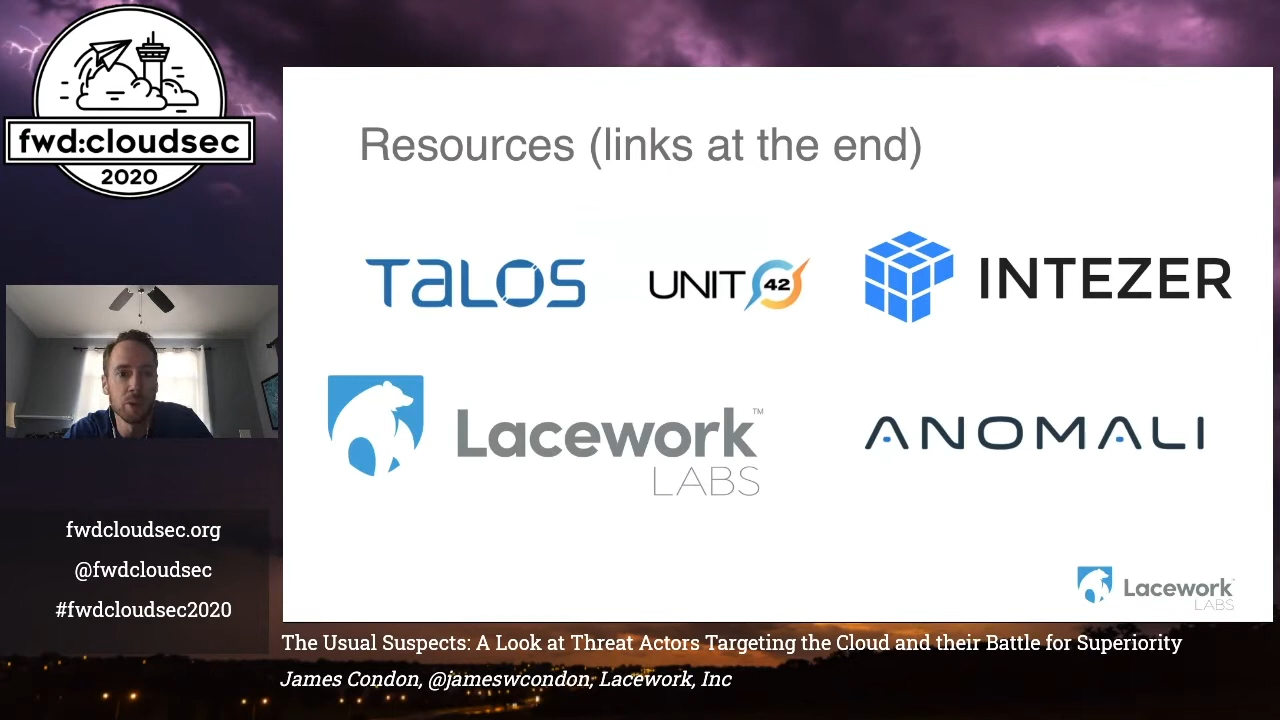 fwd:cloudsec
2020
Resources (links at the end)
TALOS
UNIT 42
INTEZER
Lacework™
LABS
ANOMALI
Lacework
LABS
fwdcloudsec.org
@fwdcloudsec
#fwdcloudsec2020
The Usual Suspects: A Look at Threat Actors Targeting the Cloud and their Battle for Superiority
James Condon, @jameswcondon, Lacework, Inc